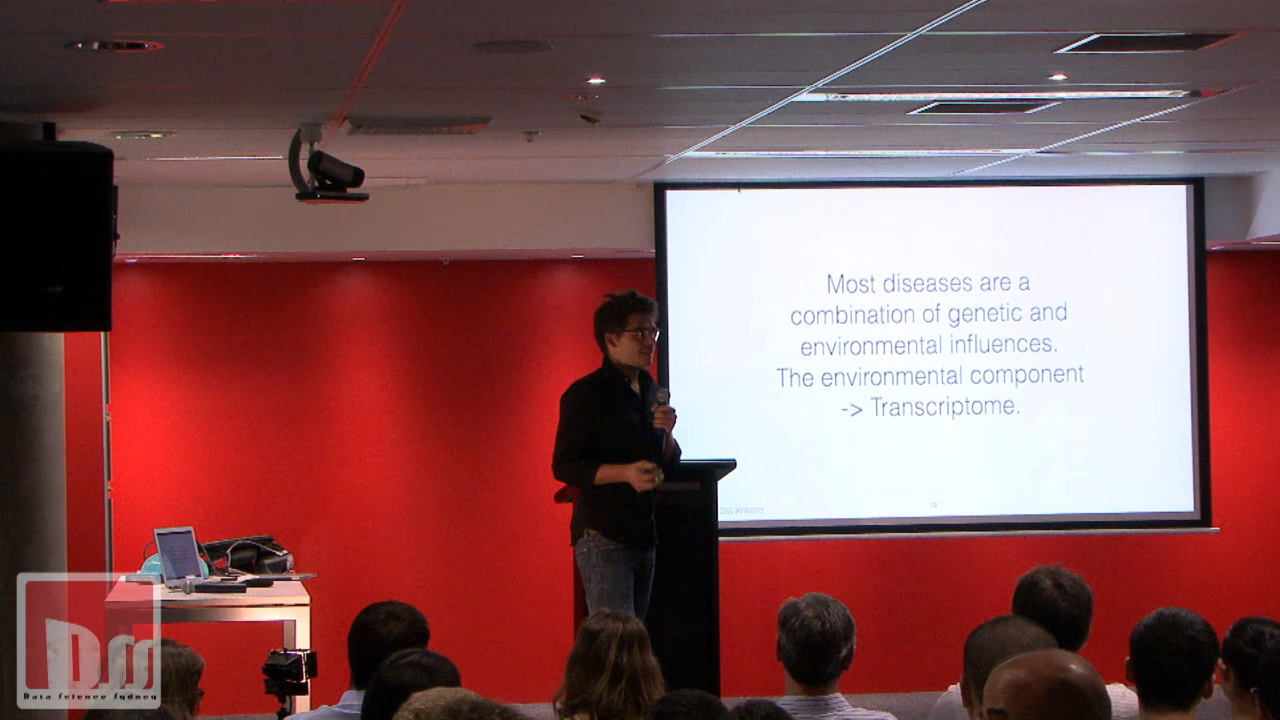 Most diseases are a
combination of genetic and
environmental influences.
The environmental component
-> Transcriptome.
Data Science Sydney